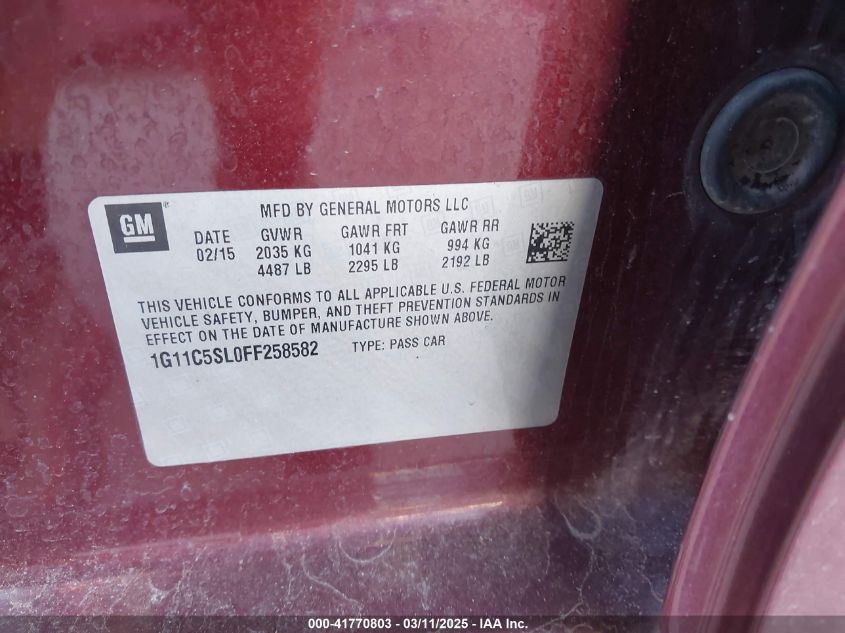 GM
®
MFD BY GENERAL MOTORS LLC
DATE GVWR GAWR FRT GAWR RR
02/15 2035 KG 1041 KG 994 KG
4487 LB 2295 LB 2192 LB
THIS VEHICLE CONFORMS TO ALL APPLICABLE U.S. FEDERAL MOTOR
VEHICLE SAFETY, BUMPER, AND THEFT PREVENTION STANDARDS IN
EFFECT ON THE DATE OF MANUFACTURE SHOWN ABOVE.
1G11C5SL0FF258582 TYPE: PASS CAR
000-41770803 - 03/11/2025 - IAA Inc.